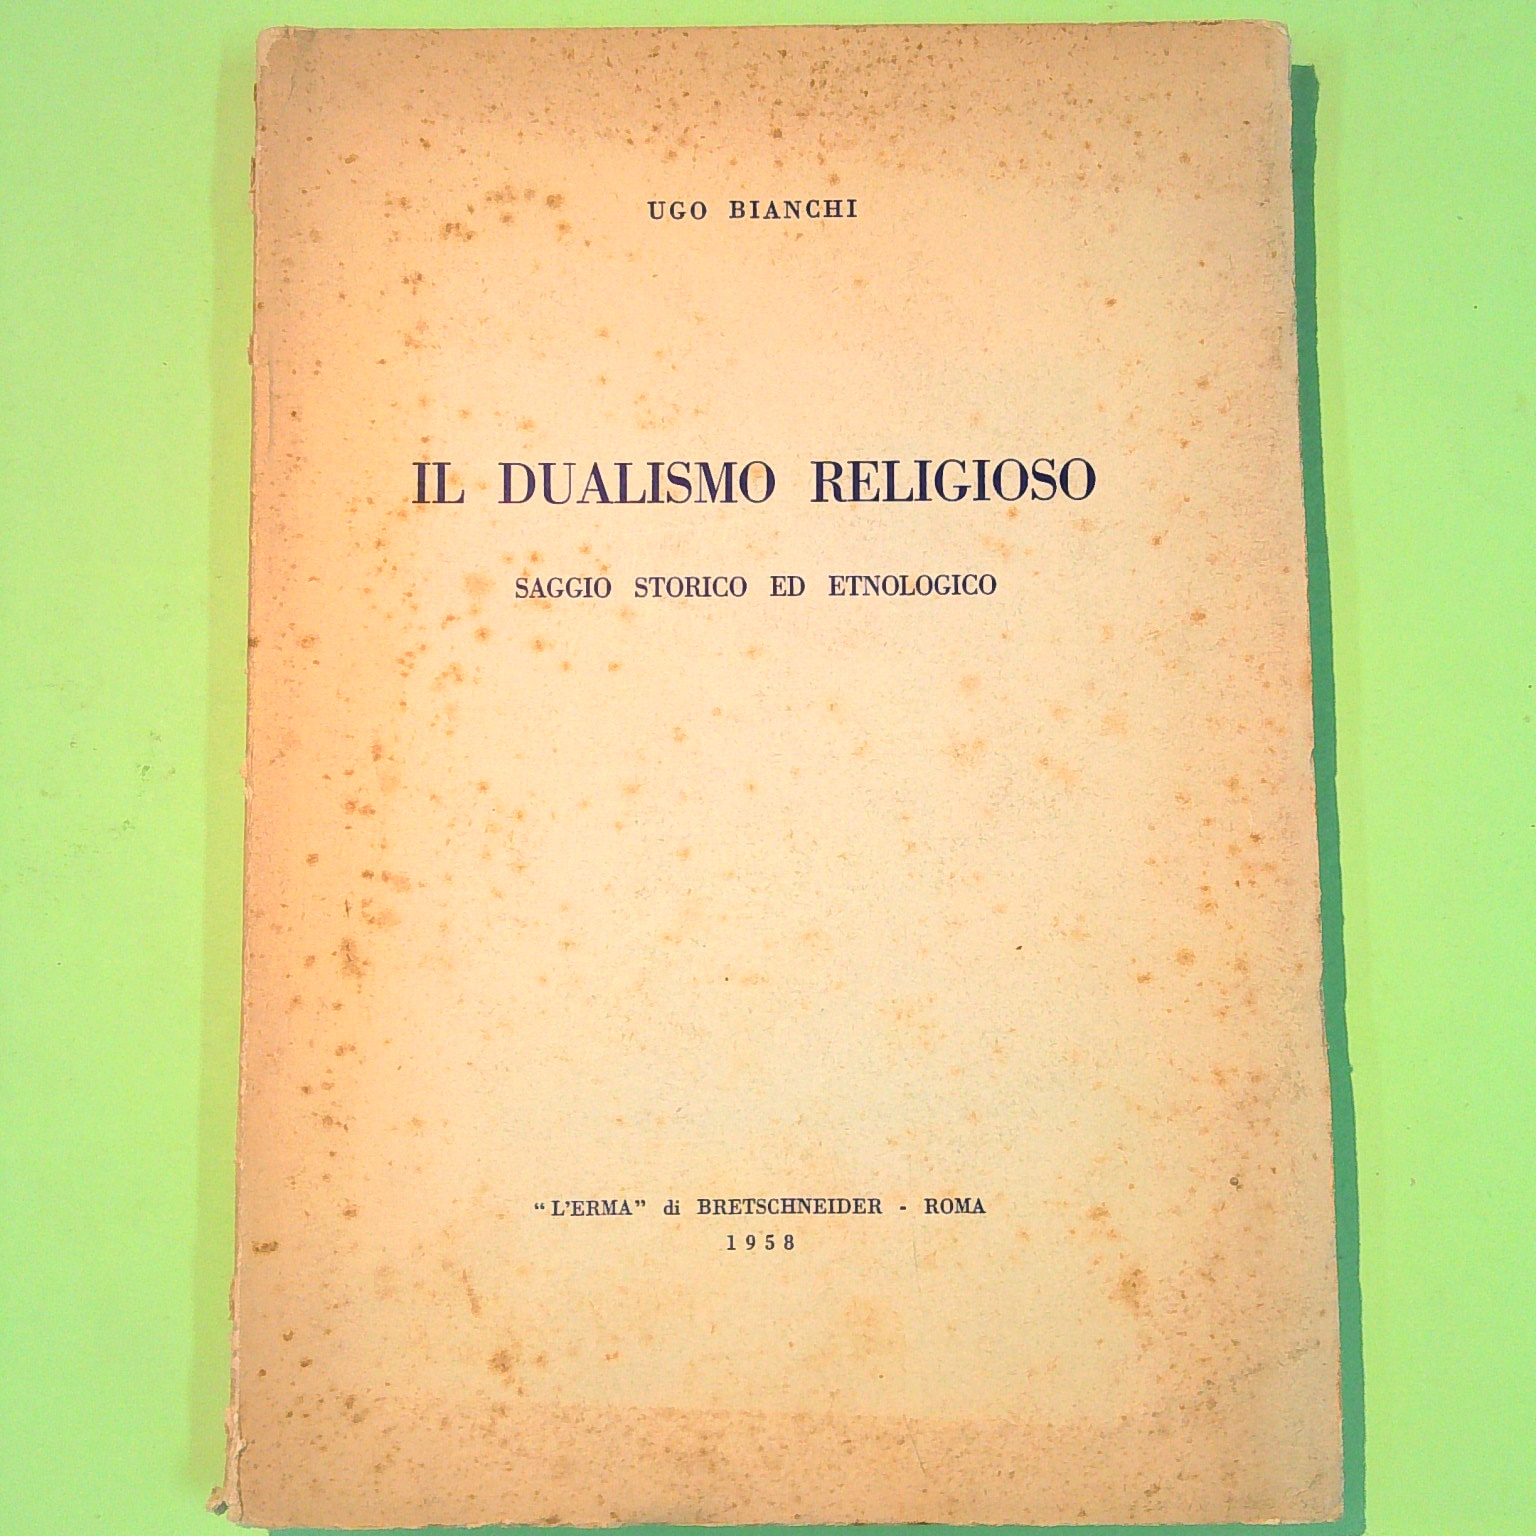 UGO BIANCHI
IL DUALISMO RELIGIOSO
SAGGIO STORICO ED ETNOLOGICO
“L’ERMA” di BRETSCHNEIDER - ROMA
1958